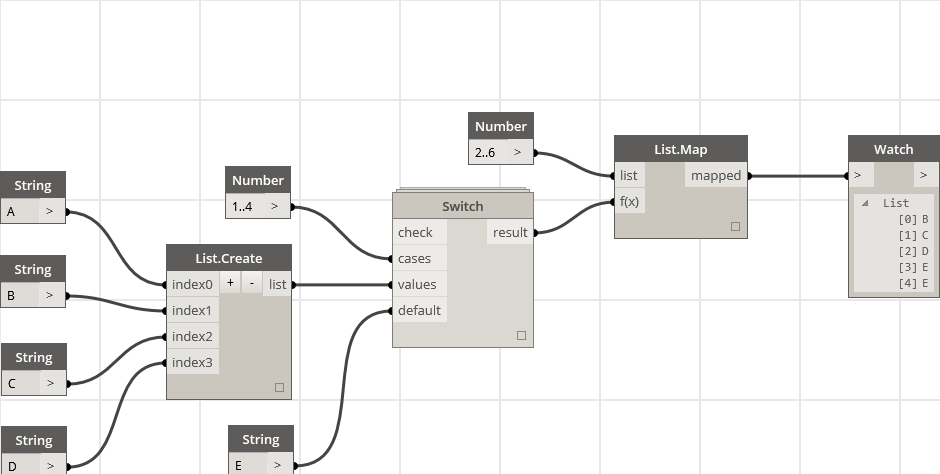 String
A >
String
B >
String
C >
String
D >
Number
1..4 >
List.Create
index0 + - list
index1
index2
index3
String
E >
Number
2..6 >
Switch
check result
cases
values
default
List.Map
list mapped
f(x)
Watch
> >
List
[0] B
[1] C
[2] D
[3] E
[4] E